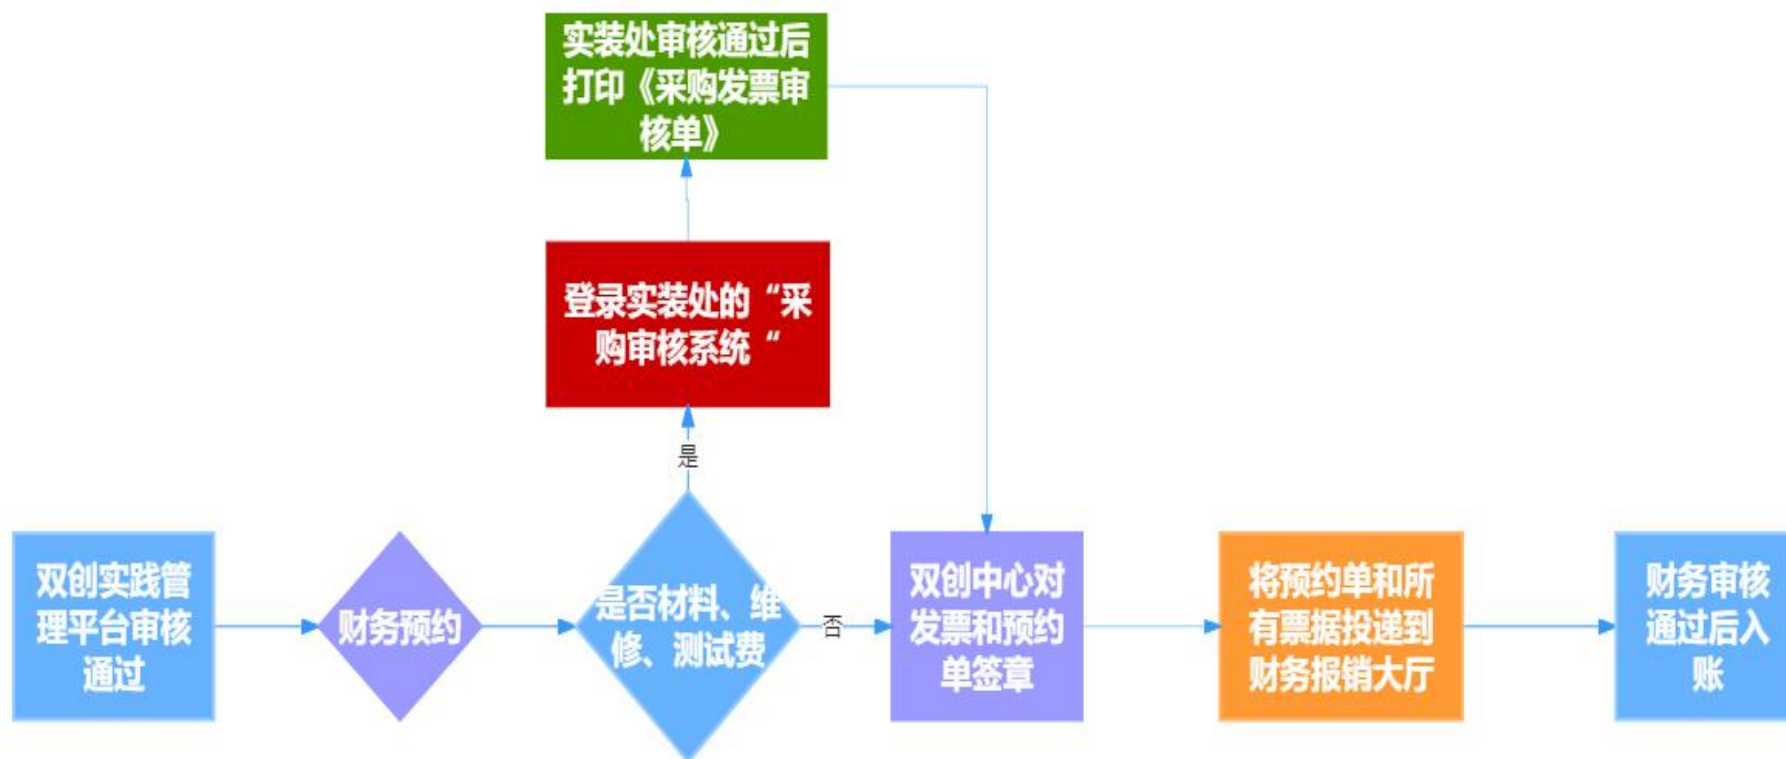 实装处审核通过后
打印《采购发票审
核单》
登录实装处的“采
购审核系统“
是
双创实践管
理平台审核
通过
财务预约
是否材料、维
修、测试费
否
双创中心对
发票和预约
单签章
将预约单和所
有票据投递到
财务报销大厅
财务审核
通过后入
账